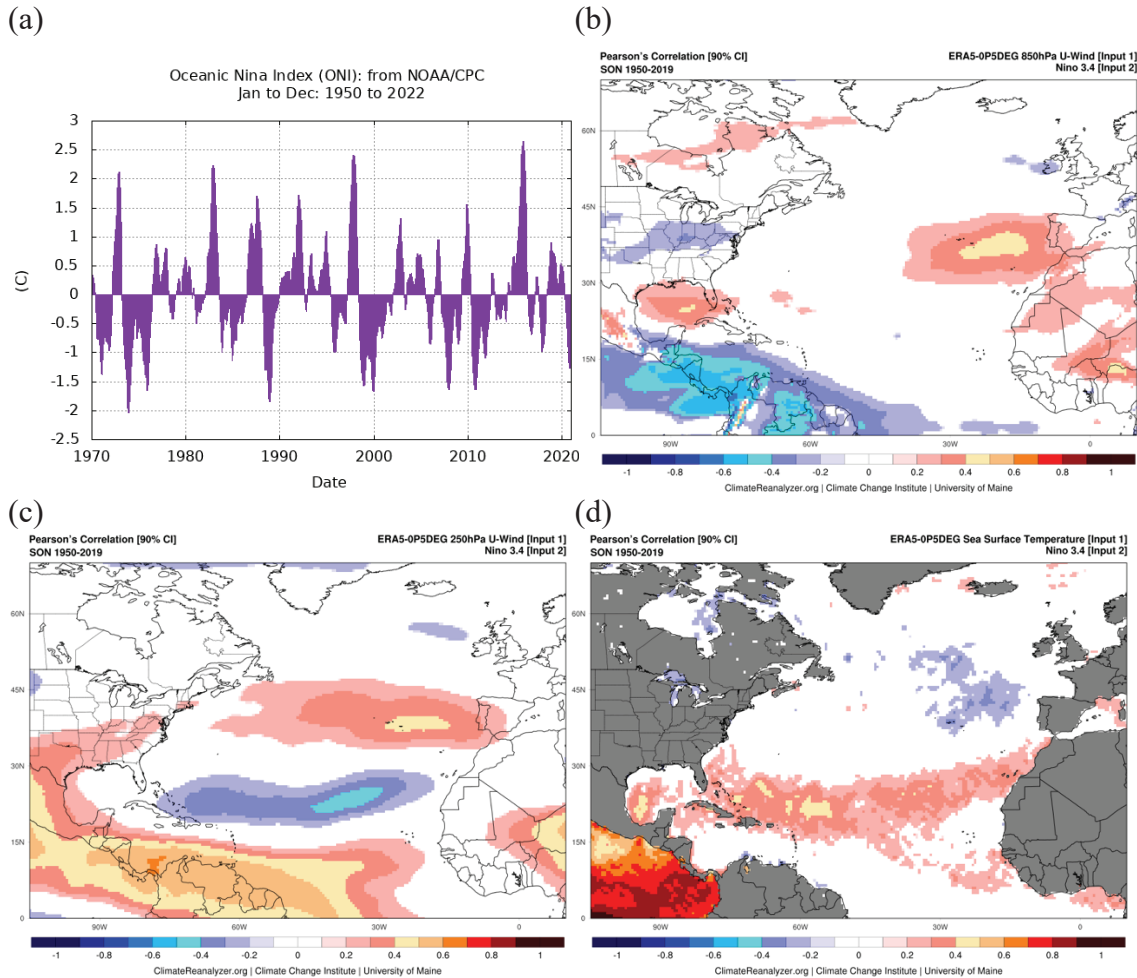 (a)
Oceanic Nina Index (ONI): from NOAA/CPC
Jan to Dec: 1950 to 2022
3
2.5
2
1.5
1
0.5
0
-0.5
-1
-1.5
-2
-2.5
(C)
1970 1980 1990 2000 2010 2020
Date
(b)
Pearson's Correlation [90% CI] ERA5-0P5DEG 850hPa U-Wind [Input 1]
SON 1950-2019 Nino 3.4 [Input 2]
60N
45N
30N
15N
0
90W 60W 30W 0
-1 -0.8 -0.6 -0.4 -0.2 0 0.2 0.4 0.6 0.8 1
ClimateReanalyzer.org | Climate Change Institute | University of Maine
(c)
Pearson's Correlation [90% CI] ERA5-0P5DEG 250hPa U-Wind [Input 1]
SON 1950-2019 Nino 3.4 [Input 2]
60N
45N
30N
15N
0
90W 60W 30W 0
-1 -0.8 -0.6 -0.4 -0.2 0 0.2 0.4 0.6 0.8 1
ClimateReanalyzer.org | Climate Change Institute | University of Maine
(d)
Pearson's Correlation [90% CI] ERA5-0P5DEG Sea Surface Temperature [Input 1]
SON 1950-2019 Nino 3.4 [Input 2]
60N
45N
30N
15N
0
90W 60W 30W 0
-1 -0.8 -0.6 -0.4 -0.2 0 0.2 0.4 0.6 0.8 1
ClimateReanalyzer.org | Climate Change Institute | University of Maine